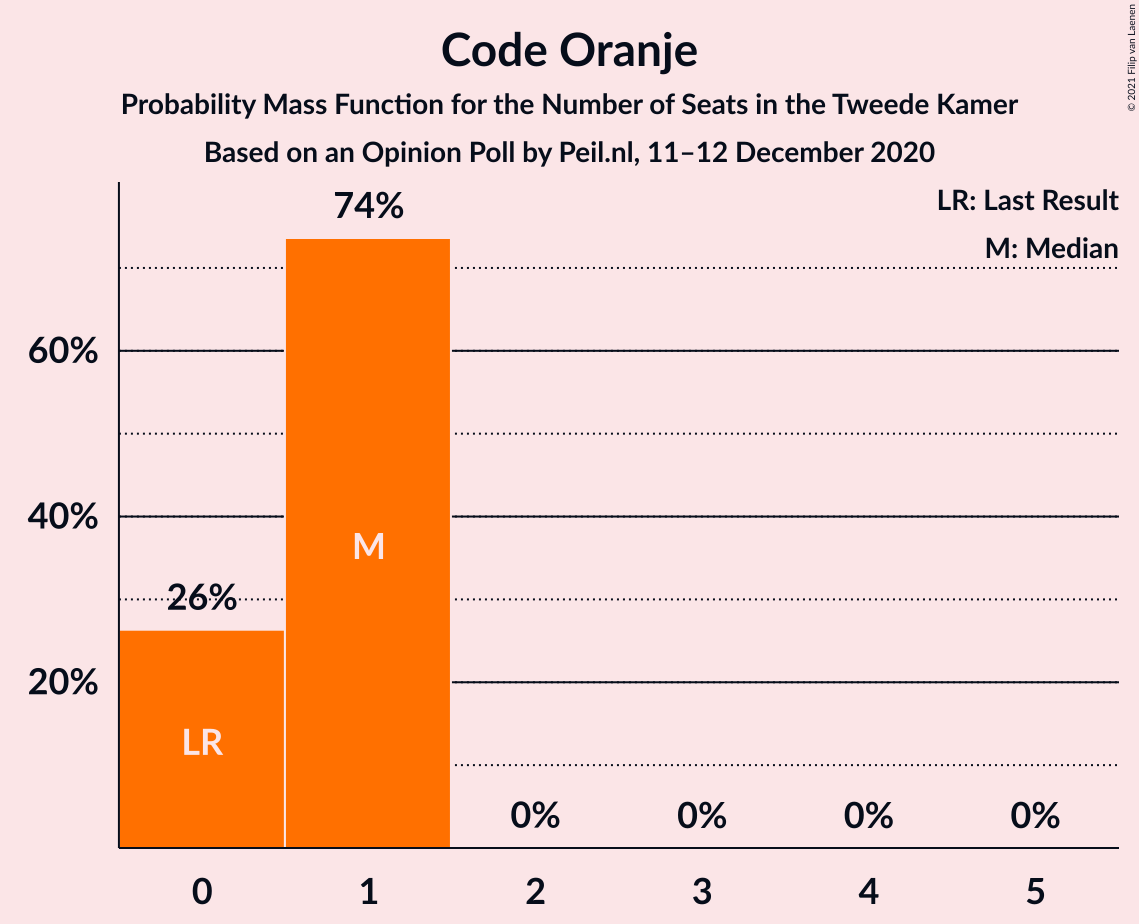 Code Oranje
Probability Mass Function for the Number of Seats in the Tweede Kamer
Based on an Opinion Poll by Peil.nl, 11–12 December 2020
© 2021 Filip van Laenen
LR: Last Result
M: Median
74%
60%
40%
M
26%
20%
LR
0% 0% 0% 0%
0 1 2 3 4 5